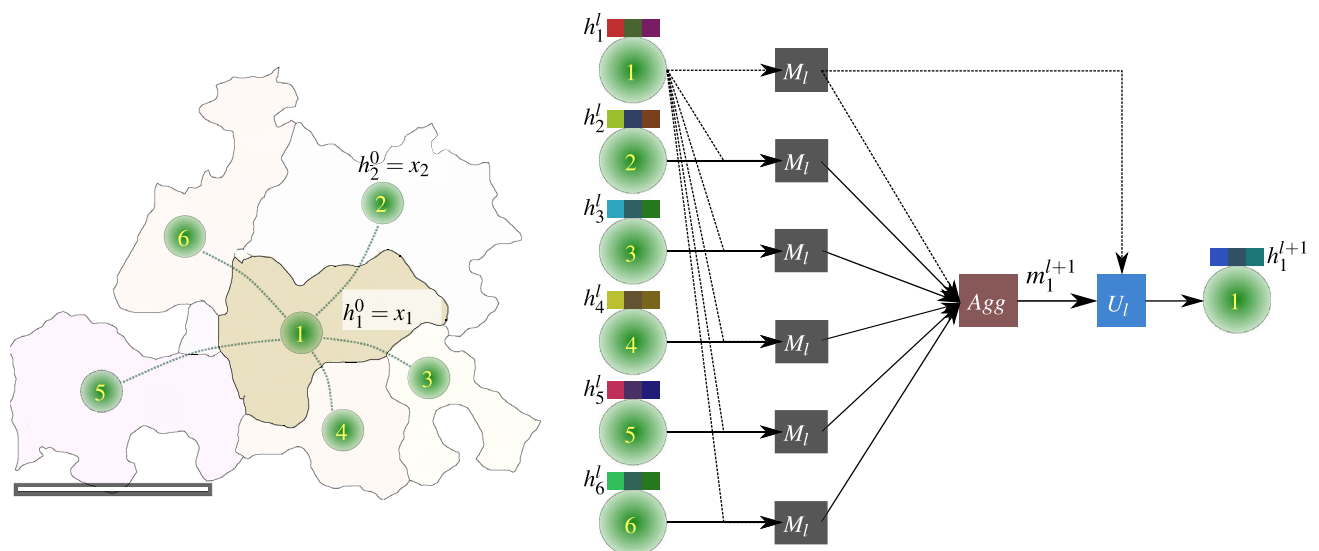 h_2^0 = x_2
2
6
h_1^0 = x_1
1
3
5
4
h_1^l
1
M_l
h_2^l
2
M_l
h_3^l
3
M_l
h_4^l
4
M_l
h_5^l
5
M_l
h_6^l
6
M_l
Agg
m_1^{l+1}
U_l
h_1^{l+1}
1